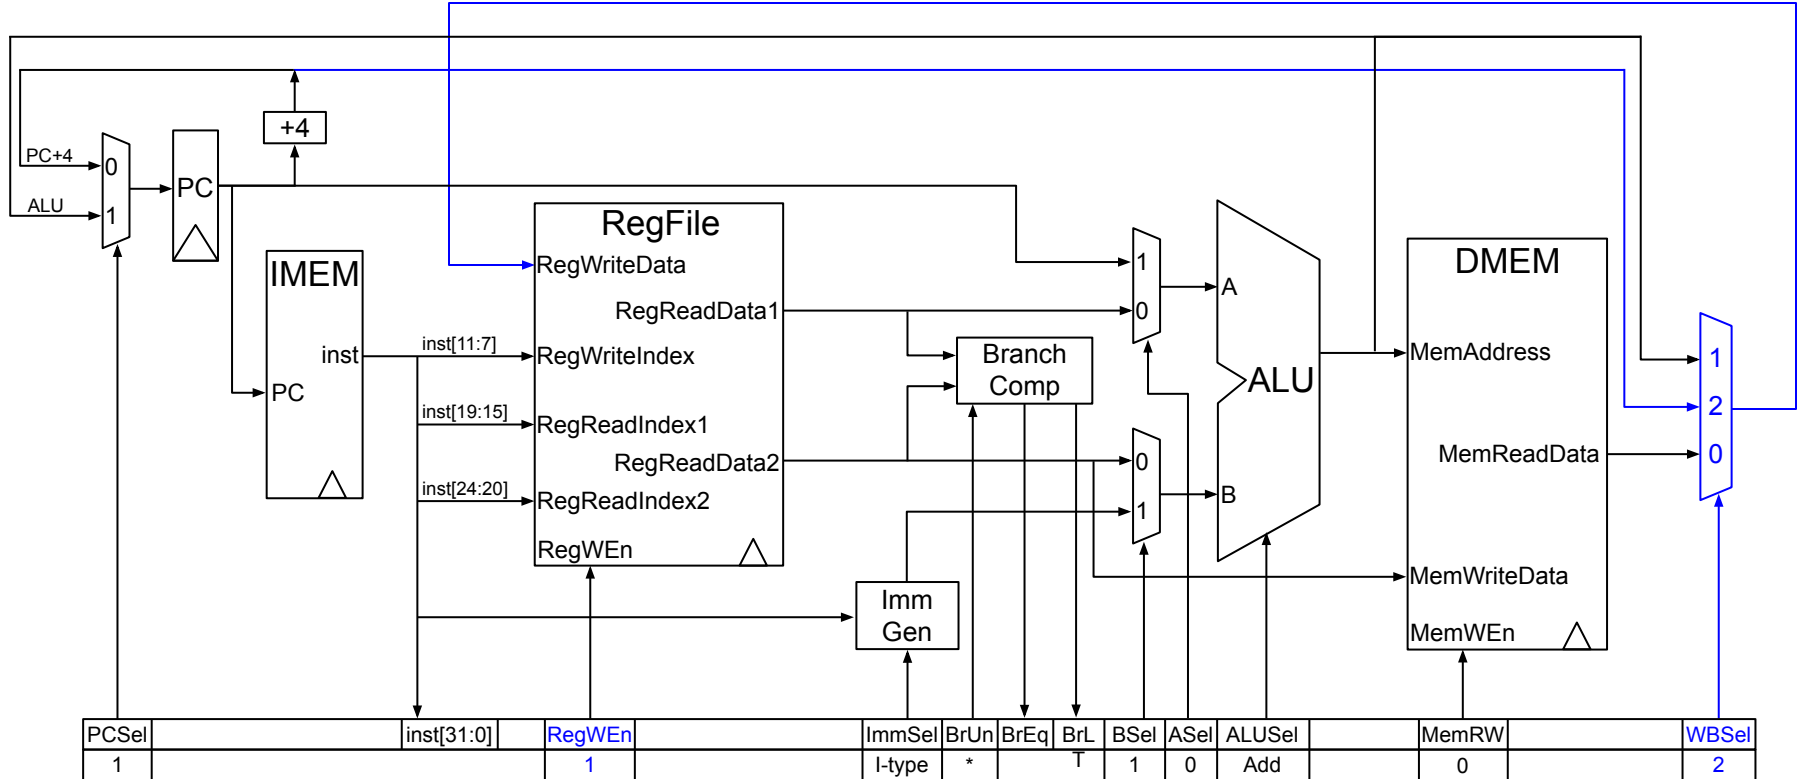 +4
PC+4
0
PC
ALU
1
RegFile
IMEM
RegWriteData
1
DMEM
A
RegReadData1
0
inst[11:7]
inst
RegWriteIndex
Branch
Comp
MemAddress
1
ALU
PC
2
inst[19:15]
RegReadIndex1
RegReadData2
0
MemReadData
0
inst[24:20]
RegReadIndex2
1
B
RegWEn
Imm
Gen
MemWriteData
MemWEn
PCSel inst[31:0] RegWEn ImmSel BrUn BrEq BrL BSel ASel ALUSel MemRW WBSel
1 1 I-type * T 1 0 Add 0 2